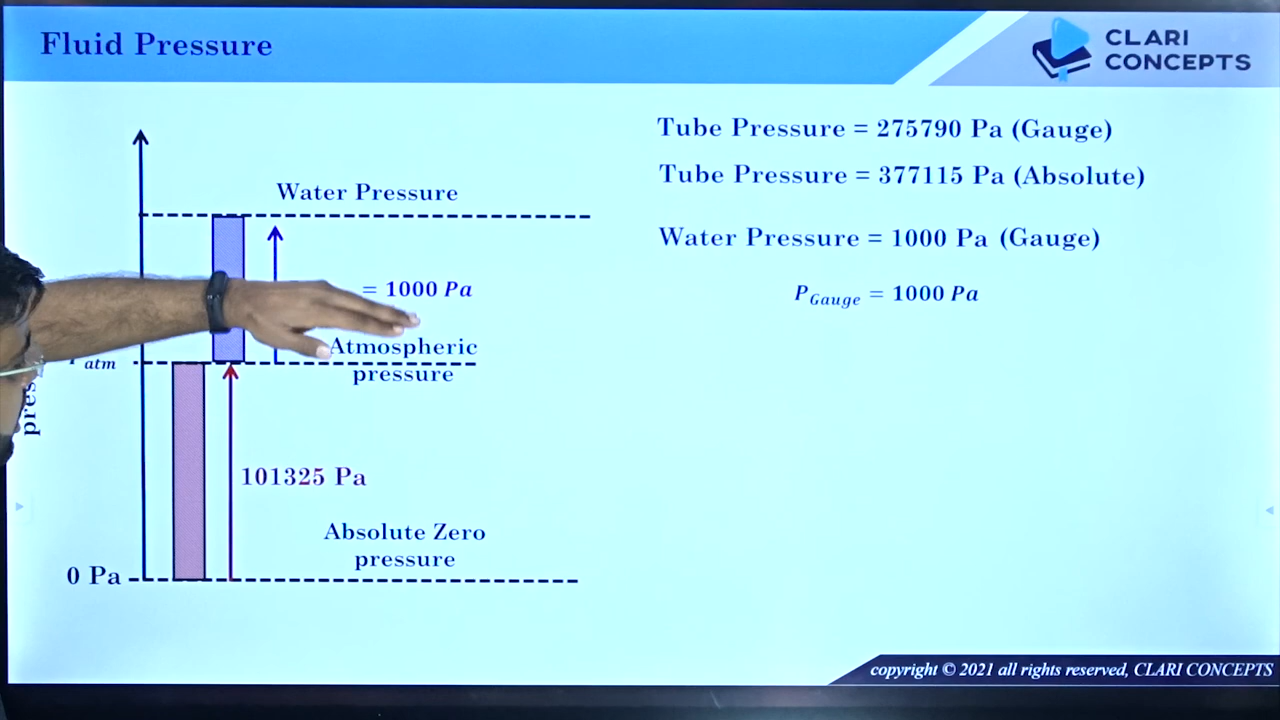 Fluid Pressure
CLARI
CONCEPTS
Tube Pressure = 275790 Pa (Gauge)
Tube Pressure = 377115 Pa (Absolute)
Water Pressure
Water Pressure = 1000 Pa (Gauge)
= 1000 Pa
P_Gauge = 1000 Pa
Atmospheric
pressure
atm
pres
101325 Pa
Absolute Zero
pressure
0 Pa
copyright © 2021 all rights reserved, CLARI CONCEPTS